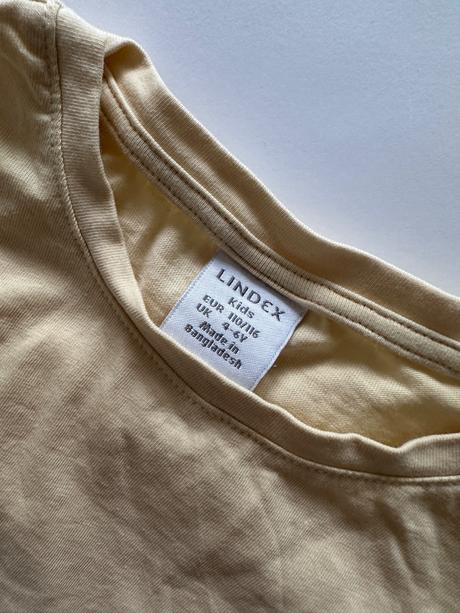 LINDEX
Kids
EUR 110/116
UK 4-6Y
Made in
Bangladesh